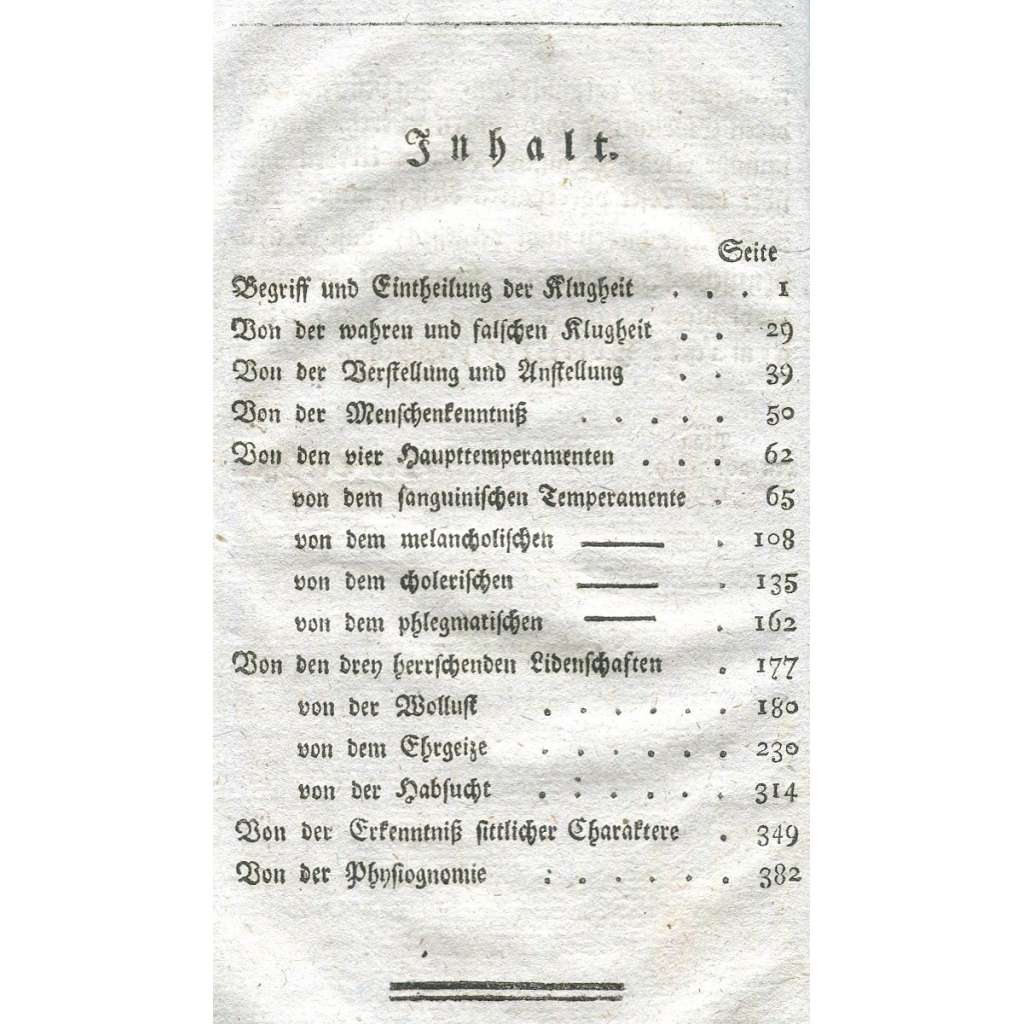 Inhalt.
Seite
Begriff und Eintheilung der Klugheit . . . 1
Von der wahren und falschen Klugheit . . 29
Von der Verstellung und Anstellung . . 39
Von der Menschenkenntniß . . . . . 50
Von den vier Haupttemperamenten . . . 62
von dem sanguinischen Temperamente . 65
von dem melancholischen —— . 108
von dem cholerischen —— . 135
von dem phlegmatischen —— . 162
Von den drey herrschenden Lidenschaften . 177
von der Wollust . . . . . . 180
von dem Ehrgeize . . . . . . 230
von der Habsucht . . . . . . 314
Von der Erkenntniß sittlicher Charaktere . 349
Von der Physiognomie . . . . . . 382